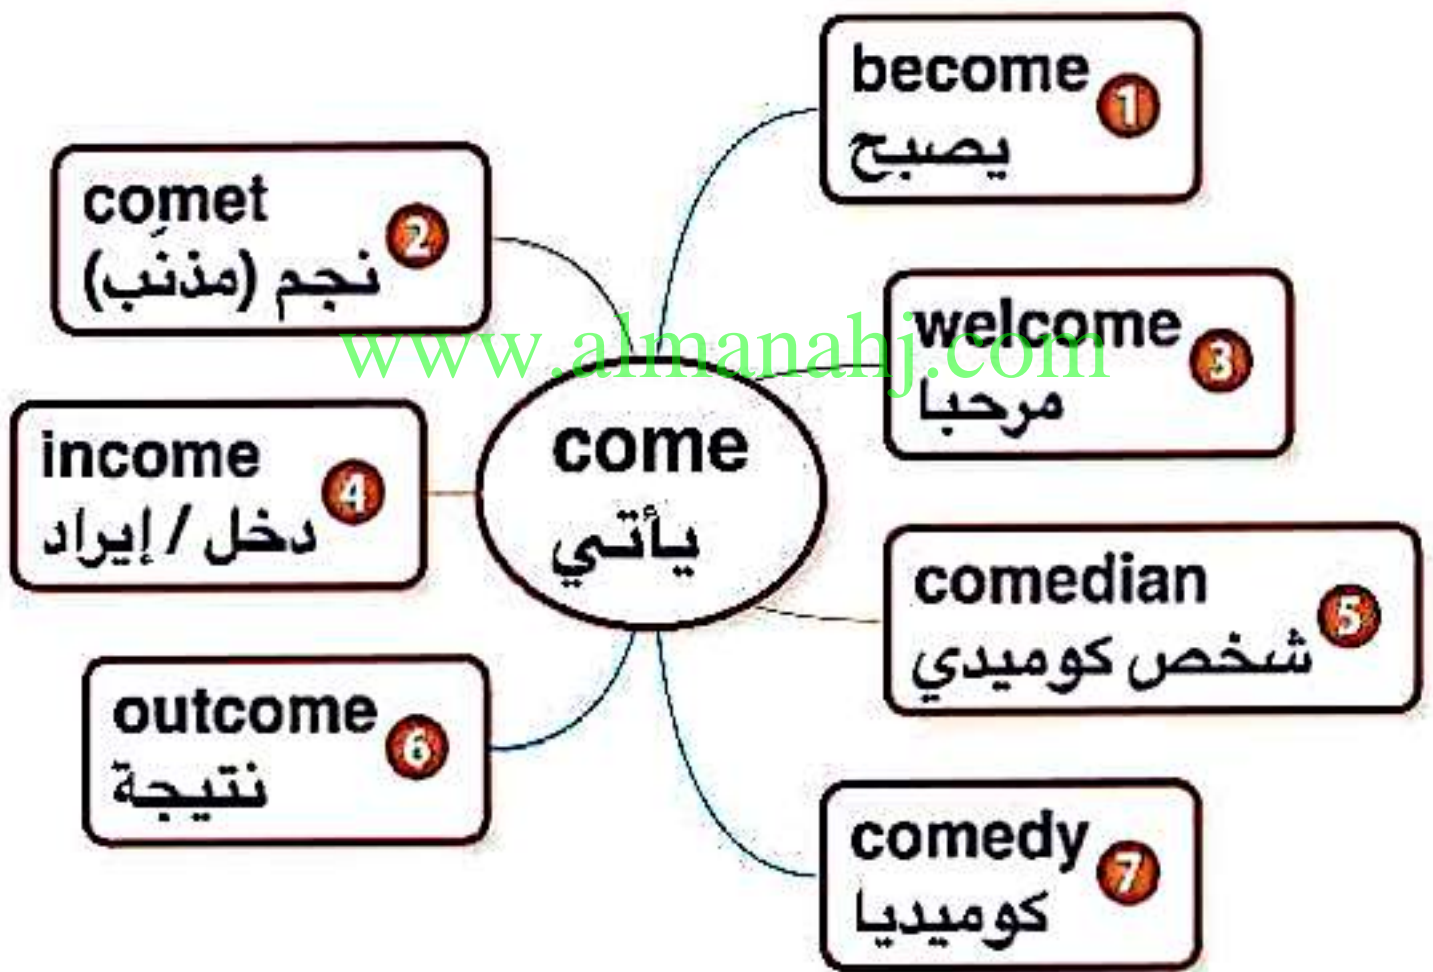 become
يصبح
1
comet
نجم (مذنب)
2
welcome
مرحبا
3
www.almanahj.com
income
دخل / إيراد
4
come
يأتي
comedian
شخص كوميدي
5
outcome
نتيجة
6
comedy
كوميديا
7